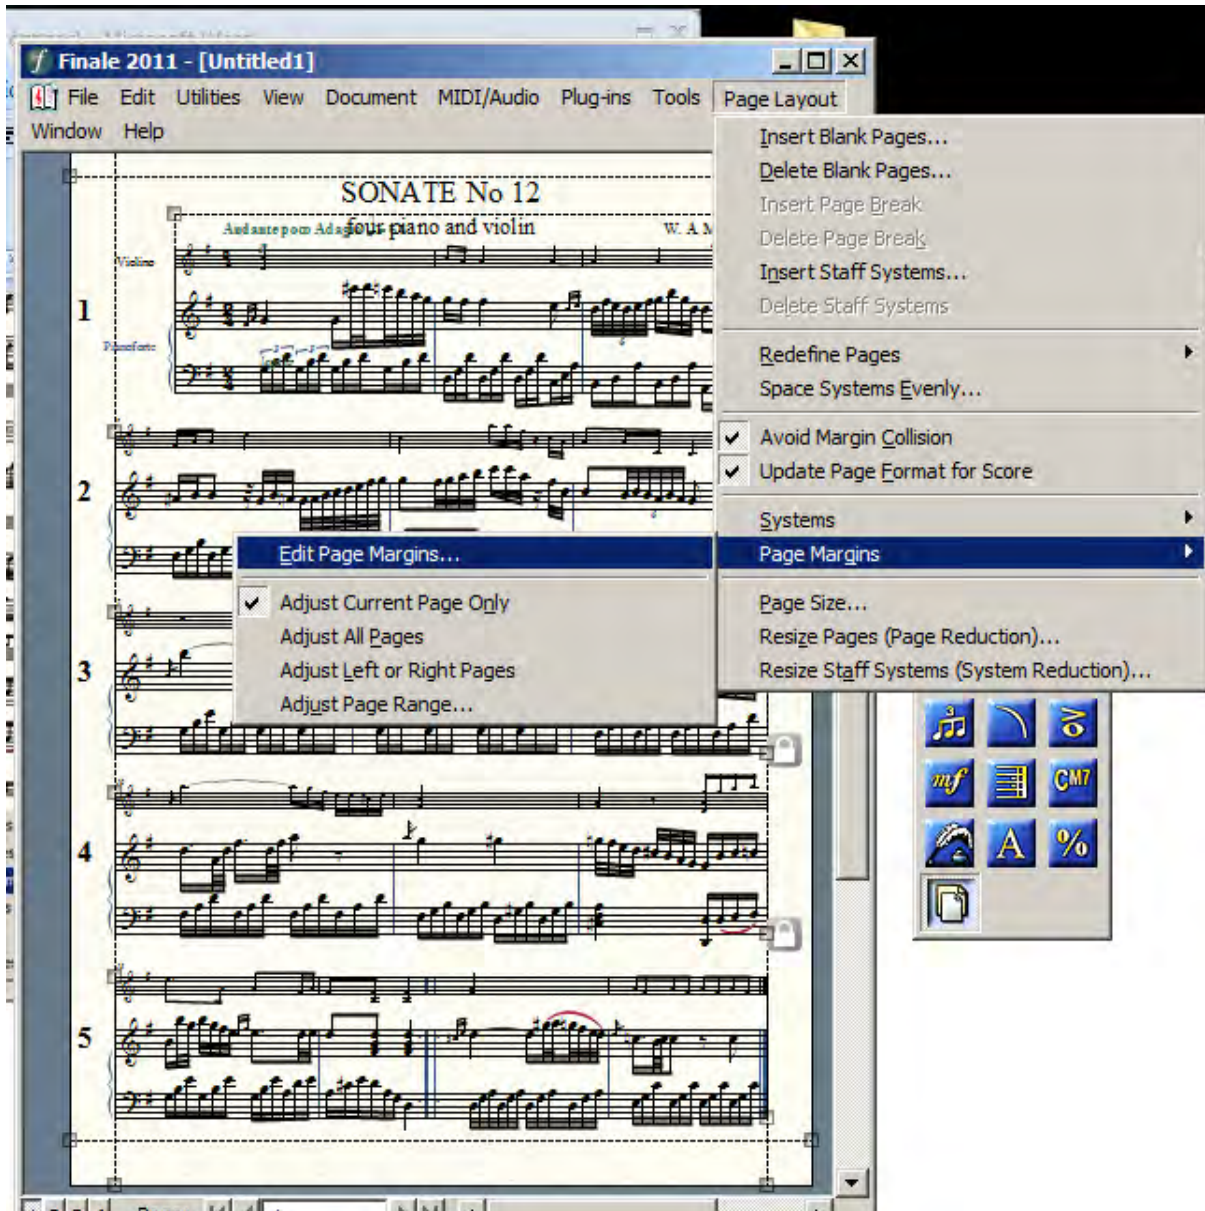 Finale 2011 - [Untitled1]
File Edit Utilities View Document MIDI/Audio Plug-ins Tools Page Layout
Window Help
Insert Blank Pages...
Delete Blank Pages...
Insert Page Break
Delete Page Break
Insert Staff Systems...
Delete Staff Systems
Redefine Pages
Space Systems Evenly...
Avoid Margin Collision
Update Page Format for Score
Systems
Page Margins
Page Size...
Resize Pages (Page Reduction)...
Resize Staff Systems (System Reduction)...
Edit Page Margins...
Adjust Current Page Only
Adjust All Pages
Adjust Left or Right Pages
Adjust Page Range...
SONATE No 12
four piano and violin
Andante poco Adagio
W. A M
Violino
1
Pianoforte
2
3
4
5
3
mf
CM7
A
%